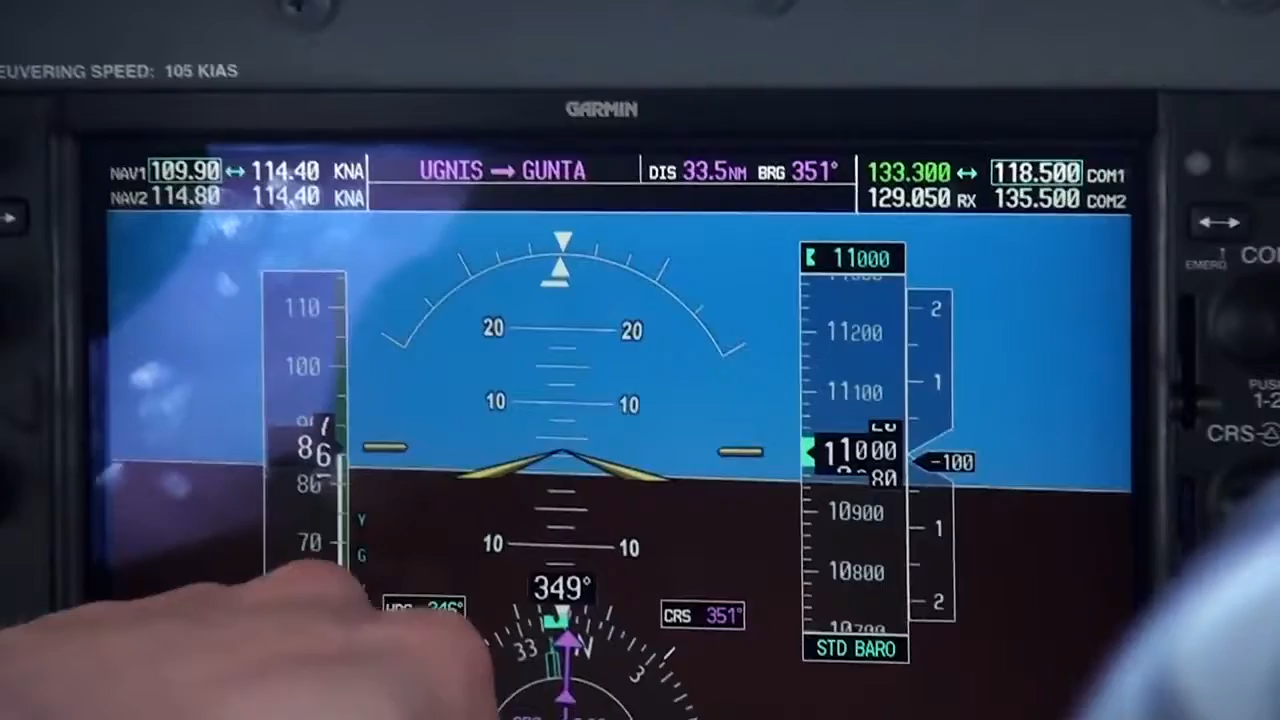 EUVERING SPEED: 105 KIAS
GARMIN
NAV1 109.90 ↔ 114.40 KNA
NAV2 114.80 114.40 KNA
UGNIS → GUNTA
DIS 33.5NM BRG 351°
133.300 ↔ 118.500 COM1
129.050 RX 135.500 COM2
EMERG
11000
110
100
86
80
70
Y
G
20 20
10 10
10 10
11200
11100
11000
80
10900
10800
STD BARO
2
1
-100
1
2
349°
HDG 346°
CRS 351°
33
N
3
PUS
1-2
CRS